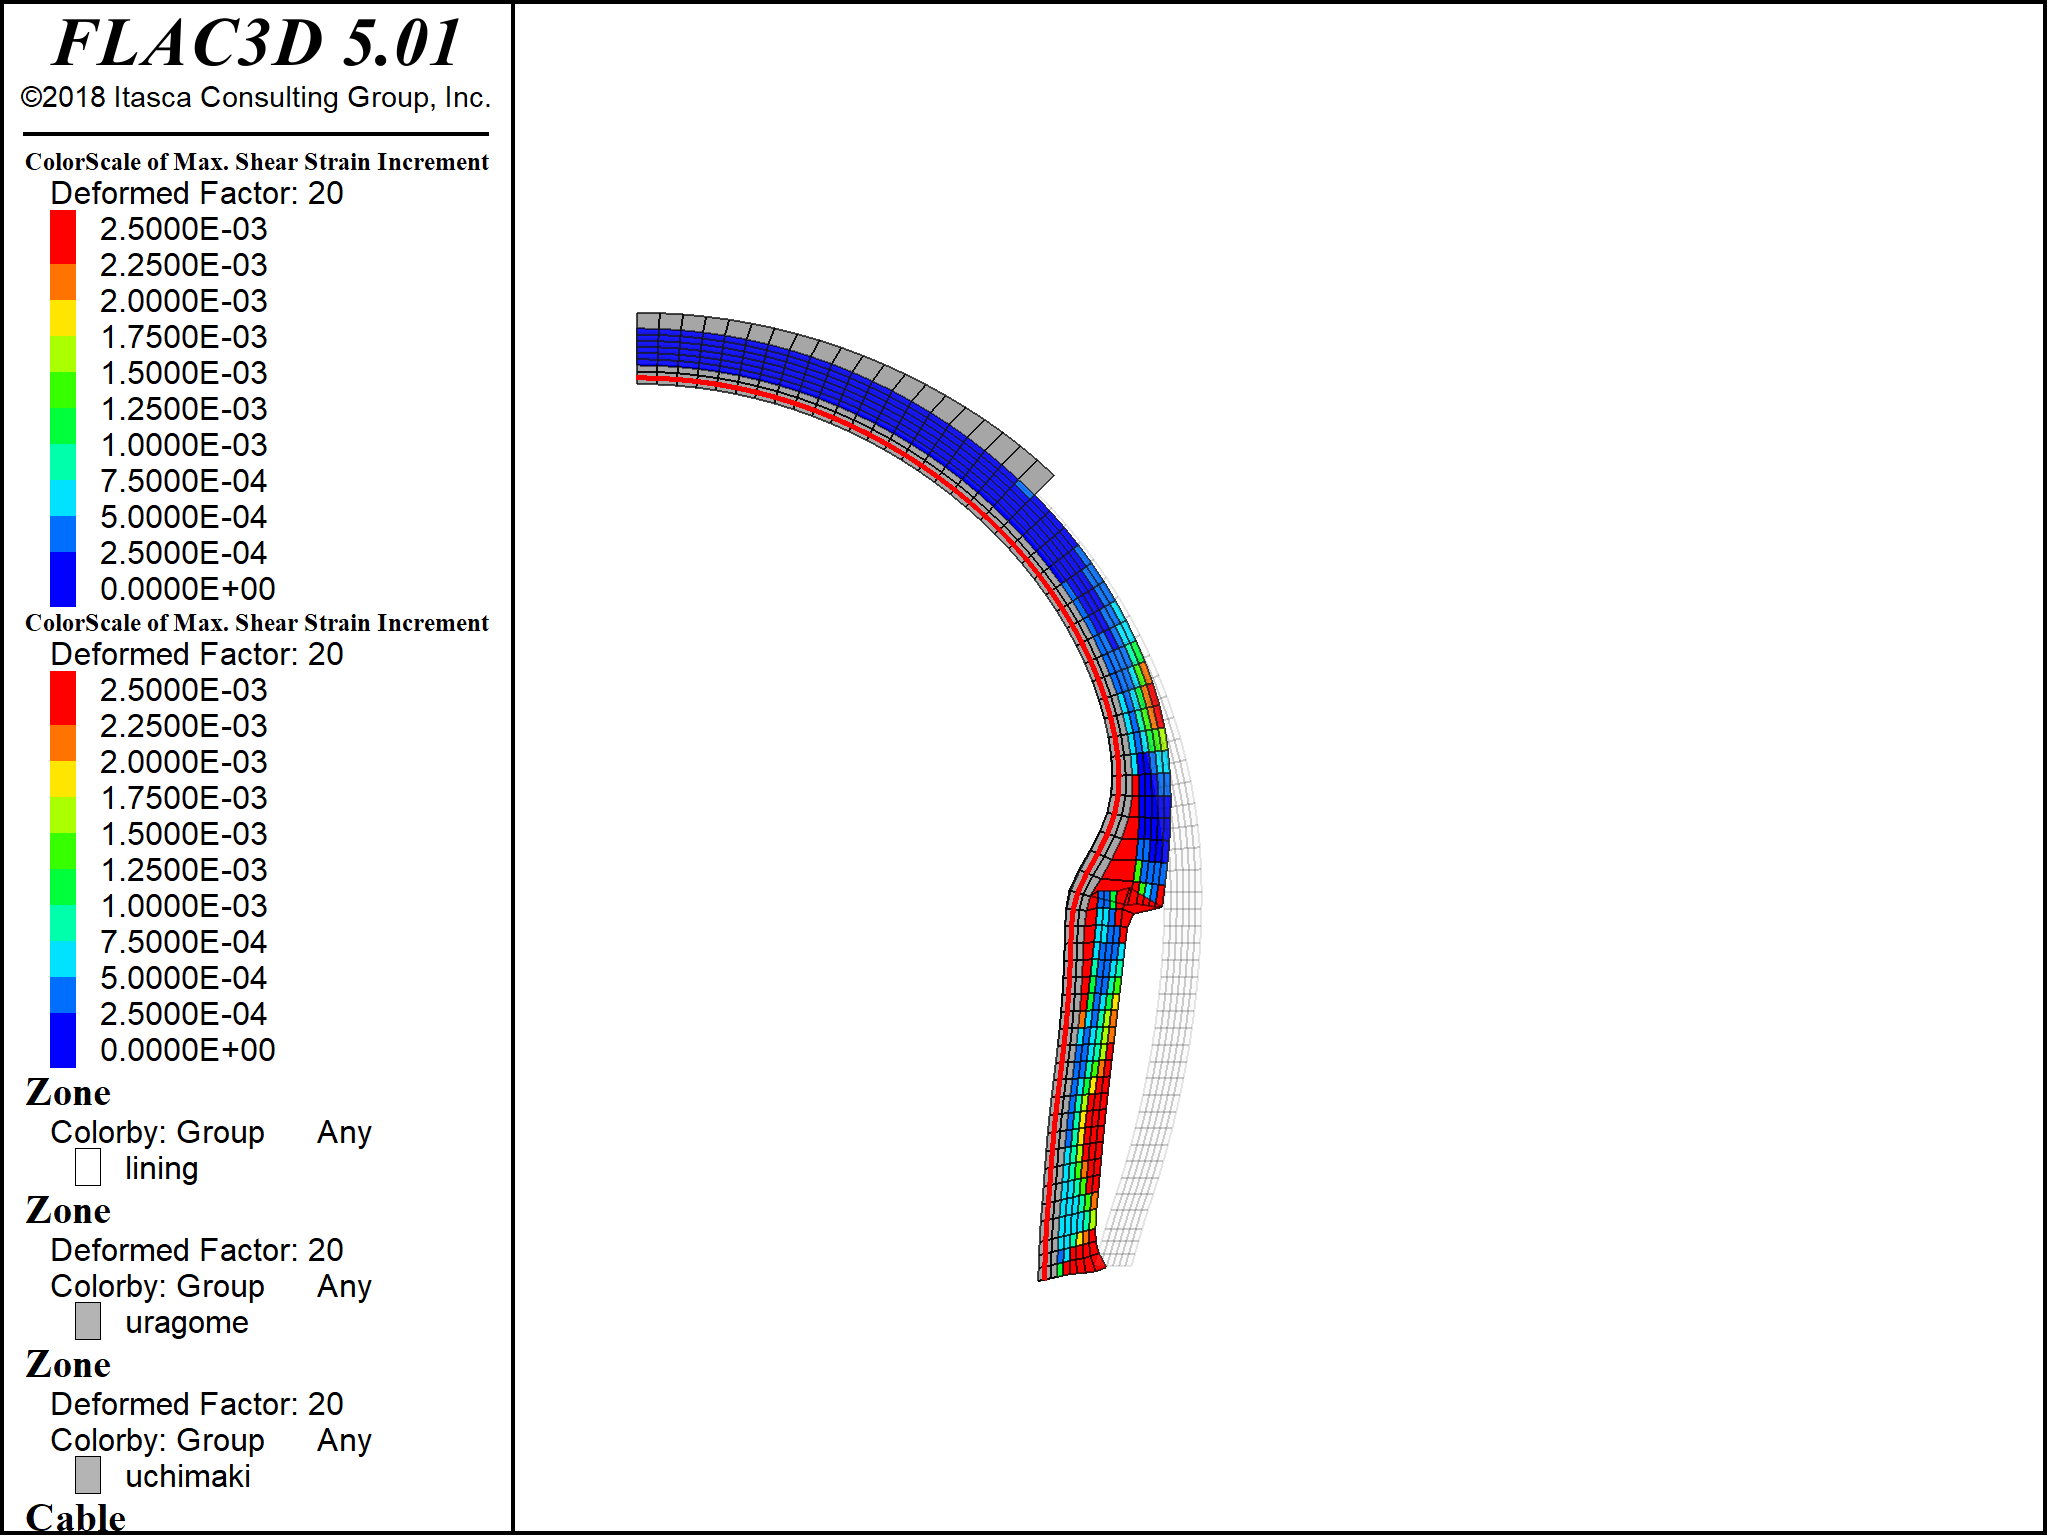 FLAC3D 5.01
©2018 Itasca Consulting Group, Inc.
ColorScale of Max. Shear Strain Increment
Deformed Factor: 20
2.5000E-03
2.2500E-03
2.0000E-03
1.7500E-03
1.5000E-03
1.2500E-03
1.0000E-03
7.5000E-04
5.0000E-04
2.5000E-04
0.0000E+00
ColorScale of Max. Shear Strain Increment
Deformed Factor: 20
2.5000E-03
2.2500E-03
2.0000E-03
1.7500E-03
1.5000E-03
1.2500E-03
1.0000E-03
7.5000E-04
5.0000E-04
2.5000E-04
0.0000E+00
Zone
Colorby: Group Any
lining
Zone
Deformed Factor: 20
Colorby: Group Any
uragome
Zone
Deformed Factor: 20
Colorby: Group Any
uchimaki
Cable